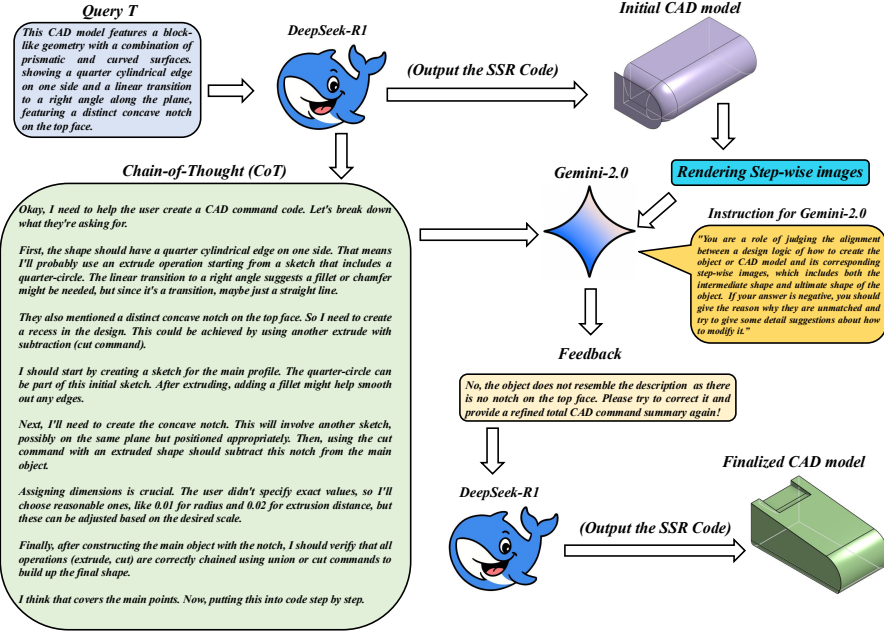 Query T
This CAD model features a block-
like geometry with a combination of
prismatic and curved surfaces.
showing a quarter cylindrical edge
on one side and a linear transition
to a right angle along the plane,
featuring a distinct concave notch
on the top face.
DeepSeek-R1
(Output the SSR Code)
Initial CAD model
Rendering Step-wise images
Chain-of-Thought (CoT)
Okay, I need to help the user create a CAD command code. Let's break down
what they're asking for.
First, the shape should have a quarter cylindrical edge on one side. That means
I'll probably use an extrude operation starting from a sketch that includes a
quarter-circle. The linear transition to a right angle suggests a fillet or chamfer
might be needed, but since it's a transition, maybe just a straight line.
They also mentioned a distinct concave notch on the top face. So I need to create
a recess in the design. This could be achieved by using another extrude with
subtraction (cut command).
I should start by creating a sketch for the main profile. The quarter-circle can
be part of this initial sketch. After extruding, adding a fillet might help smooth
out any edges.
Next, I'll need to create the concave notch. This will involve another sketch,
possibly on the same plane but positioned appropriately. Then, using the cut
command with an extruded shape should subtract this notch from the main
object.
Assigning dimensions is crucial. The user didn't specify exact values, so I'll
choose reasonable ones, like 0.01 for radius and 0.02 for extrusion distance, but
these can be adjusted based on the desired scale.
Finally, after constructing the main object with the notch, I should verify that all
operations (extrude, cut) are correctly chained using union or cut commands to
build up the final shape.
I think that covers the main points. Now, putting this into code step by step.
Gemini-2.0
Instruction for Gemini-2.0
"You are a role of judging the alignment
between a design logic of how to create the
object or CAD model and its corresponding
step-wise images, which includes both the
intermediate shape and ultimate shape of the
object. If your answer is negative, you should
give the reason why they are unmatched and
try to give some detail suggestions about how
to modify it."
Feedback
No, the object does not resemble the description as there
is no notch on the top face. Please try to correct it and
provide a refined total CAD command summary again!
DeepSeek-R1
(Output the SSR Code)
Finalized CAD model